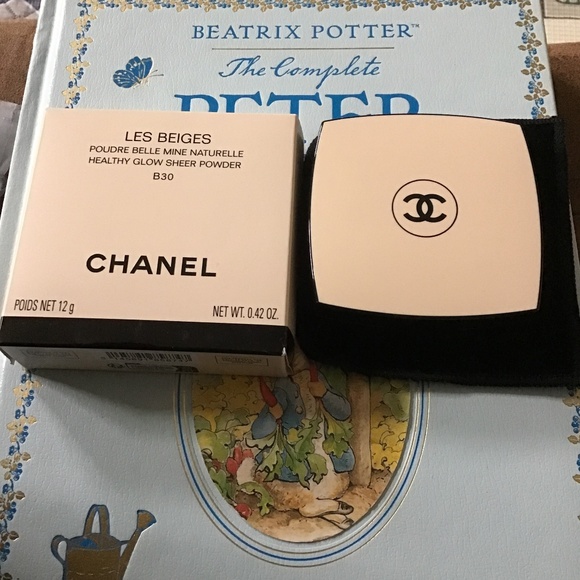 BEATRIX POTTER™
The Complete
PETER
LES BEIGES
POUDRE BELLE MINE NATURELLE
HEALTHY GLOW SHEER POWDER
B30
CHANEL
POIDS NET 12 g
NET WT. 0.42 OZ.